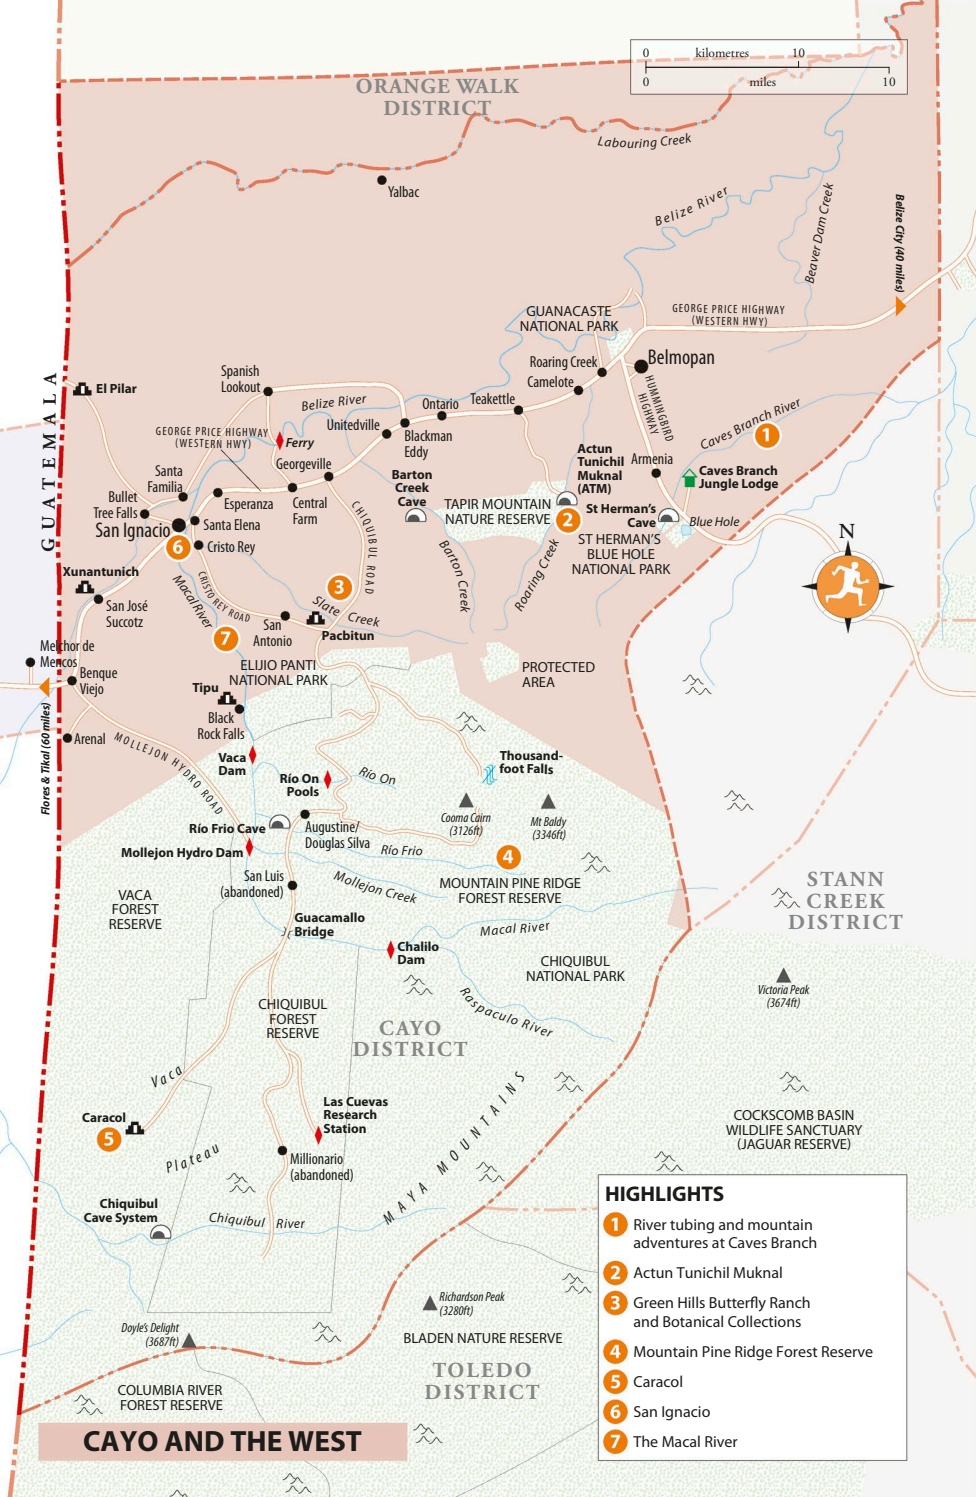 0 kilometres 10
0 miles 10
ORANGE WALK
DISTRICT
Labouring Creek
Yalbac
Belize River
Beaver Dam Creek
Belize City (40 miles)
GUANACASTE
NATIONAL PARK
GEORGE PRICE HIGHWAY
(WESTERN HWY)
Belmopan
Roaring Creek
Camelote
HUMMINGBIRD
HIGHWAY
Spanish
Lookout
El Pilar
GUATEMALA
Belize River
Ontario
Teakettle
Unitedville
Blackman
Eddy
GEORGE PRICE HIGHWAY
(WESTERN HWY)
Ferry
Caves Branch River
1
Georgeville
Actun
Tunichil
Muknal
(ATM)
Armenia
Caves Branch
Jungle Lodge
Santa
Familia
Barton
Creek
Cave
Bullet
Tree Falls
Esperanza
Central
Farm
TAPIR MOUNTAIN
NATURE RESERVE
2
St Herman's
Cave
Blue Hole
San Ignacio
Santa Elena
6
Cristo Rey
CHIQUIBUL ROAD
ST HERMAN'S
BLUE HOLE
NATIONAL PARK
N
Barton Creek
Roaring Creek
Xunantunich
San José
Succotz
Macal River
CRISTO REY ROAD
3
Slate Creek
7
San
Antonio
Pacbitun
Melchor de
Mencos
Benque
Viejo
ELIJIO PANTI
NATIONAL PARK
PROTECTED
AREA
Tipu
Black
Rock Falls
Flores & Tikal (60 miles)
Arenal
MOLLEJON HYDRO ROAD
Vaca
Dam
Río On
Pools
Río On
Thousand-
foot Falls
Cooma Cairn
(3126ft)
Mt Baldy
(3346ft)
Río Frio Cave
Augustine/
Douglas Silva
Río Frio
Mollejon Hydro Dam
4
MOUNTAIN PINE RIDGE
FOREST RESERVE
San Luis
(abandoned)
Mollejon Creek
VACA
FOREST
RESERVE
STANN
CREEK
DISTRICT
Guacamallo
Bridge
Macal River
Chalilo
Dam
CHIQUIBUL
NATIONAL PARK
Victoria Peak
(3674ft)
CHIQUIBUL
FOREST
RESERVE
Raspaculo River
CAYO
DISTRICT
Vaca
Plateau
MAYA MOUNTAINS
Caracol
5
Las Cuevas
Research
Station
Millionario
(abandoned)
COCKSCOMB BASIN
WILDLIFE SANCTUARY
(JAGUAR RESERVE)
Chiquibul
Cave System
Chiquibul River
Richardson Peak
(3280ft)
Doyle's Delight
(3687ft)
BLADEN NATURE RESERVE
TOLEDO
DISTRICT
COLUMBIA RIVER
FOREST RESERVE
CAYO AND THE WEST
HIGHLIGHTS
1 River tubing and mountain
adventures at Caves Branch
2 Actun Tunichil Muknal
3 Green Hills Butterfly Ranch
and Botanical Collections
4 Mountain Pine Ridge Forest Reserve
5 Caracol
6 San Ignacio
7 The Macal River